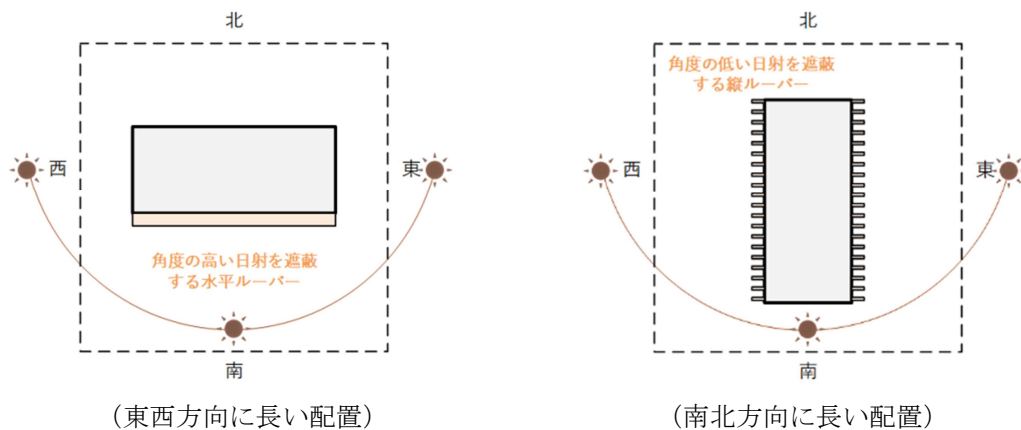 北
西
東
角度の高い日射を遮蔽
する水平ルーバー
南
(東西方向に長い配置)
北
角度の低い日射を遮蔽
する縦ルーバー
西
東
南
(南北方向に長い配置)